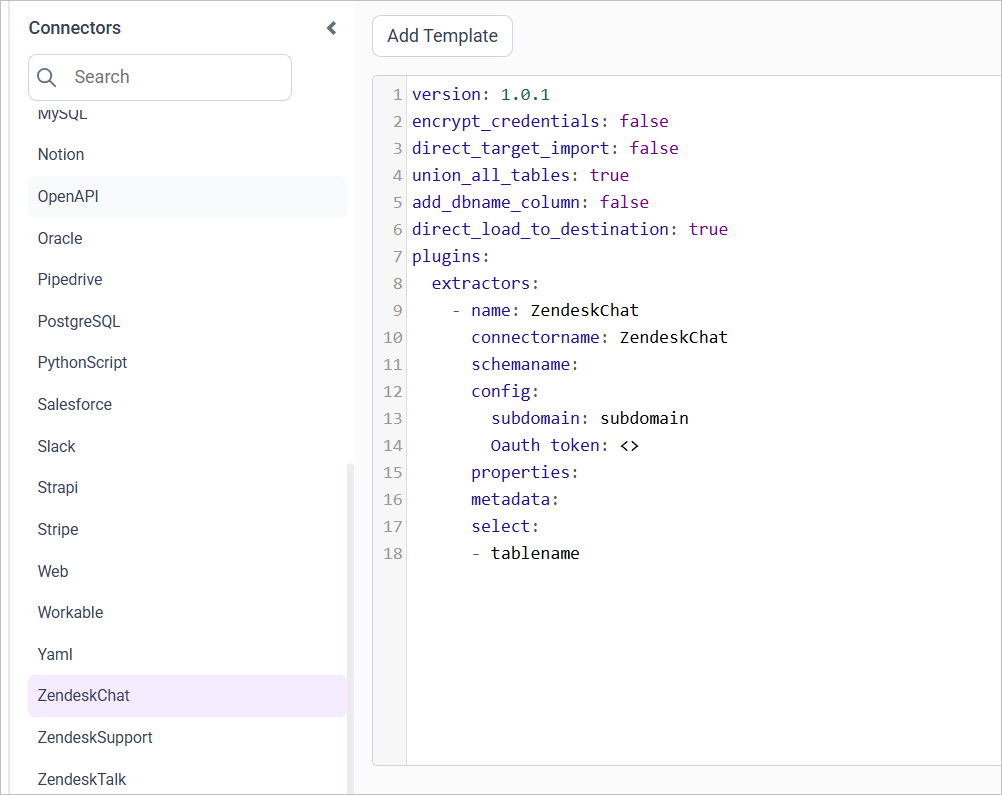 Connectors
Search
MySQL
Notion
OpenAPI
Oracle
Pipedrive
PostgreSQL
PythonScript
Salesforce
Slack
Strapi
Stripe
Web
Workable
Yaml
ZendeskChat
ZendeskSupport
ZendeskTalk
Add Template
1 version: 1.0.1
2 encrypt_credentials: false
3 direct_target_import: false
4 union_all_tables: true
5 add_dbname_column: false
6 direct_load_to_destination: true
7 plugins:
8   extractors:
9     - name: ZendeskChat
10       connectorname: ZendeskChat
11       schemaname:
12       config:
13         subdomain: subdomain
14         Oauth token: <>
15       properties:
16       metadata:
17       select:
18       - tablename